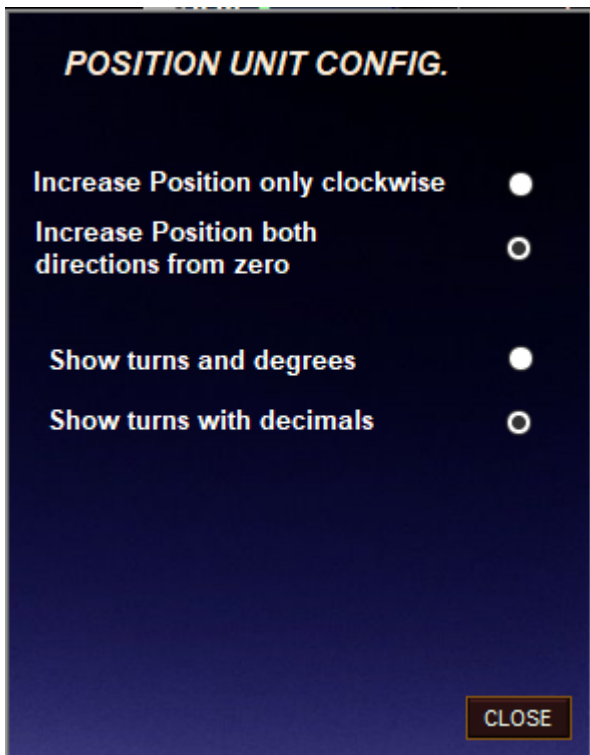 POSITION UNIT CONFIG.
Increase Position only clockwise
Increase Position both
directions from zero
Show turns and degrees
Show turns with decimals
CLOSE